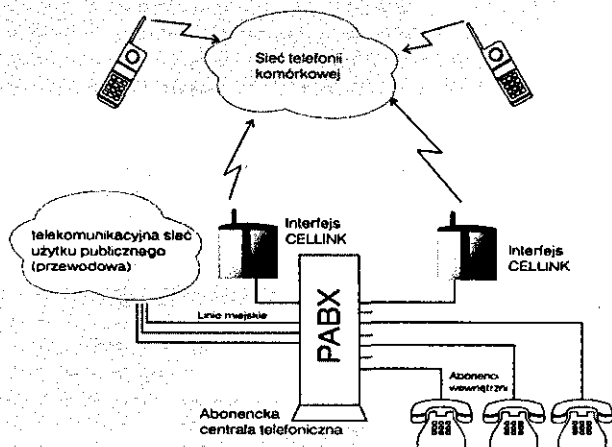 Sieć telefonii
komórkowej
telekomunikacyjna sieć
użytku publicznego
(przewodowa)
Interfejs
CELLINK
Interfejs
CELLINK
PABX
Linie miejskie
Abonenci
wewnętrzni
Abonencka
centrala telefoniczna